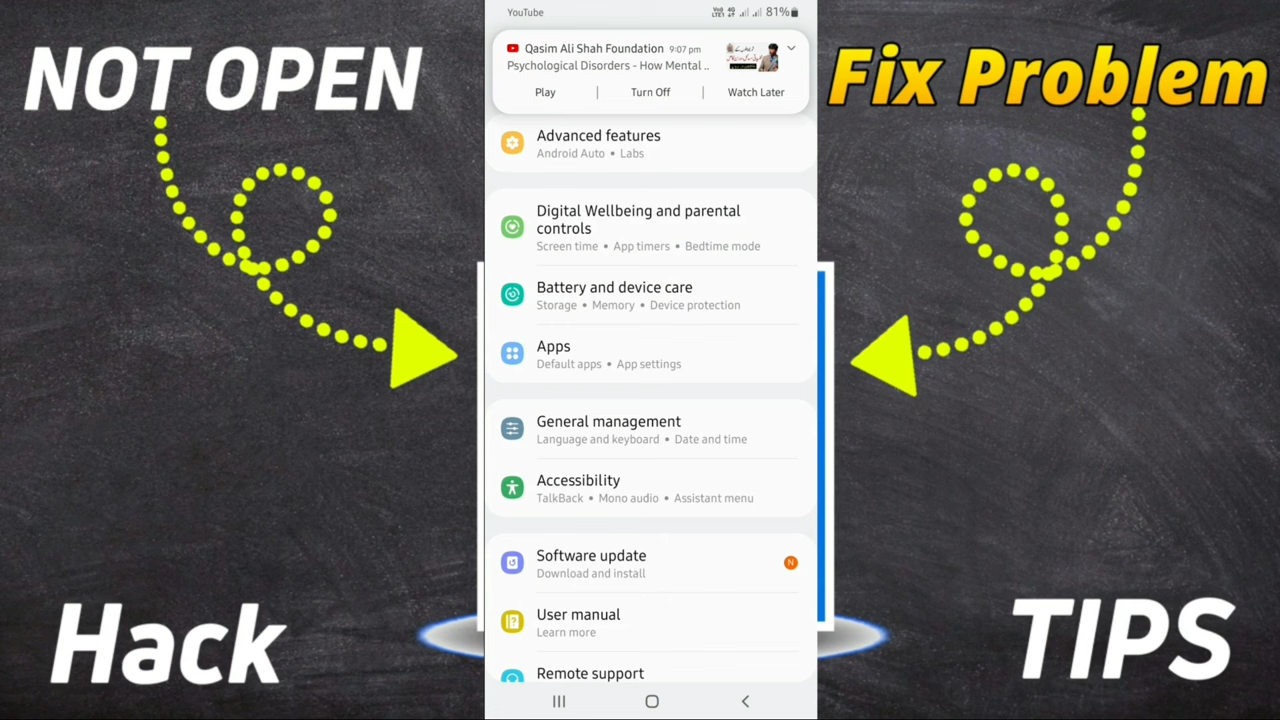 NOT OPEN
Fix Problem
YouTube
VoD LTE1 4G 81%
Qasim Ali Shah Foundation 9:07 pm
Psychological Disorders - How Mental ..
Play | Turn Off | Watch Later
Advanced features
Android Auto • Labs
Digital Wellbeing and parental
controls
Screen time • App timers • Bedtime mode
Battery and device care
Storage • Memory • Device protection
Apps
Default apps • App settings
General management
Language and keyboard • Date and time
Accessibility
TalkBack • Mono audio • Assistant menu
Software update
N
Download and install
User manual
Learn more
Remote support
Hack
TIPS